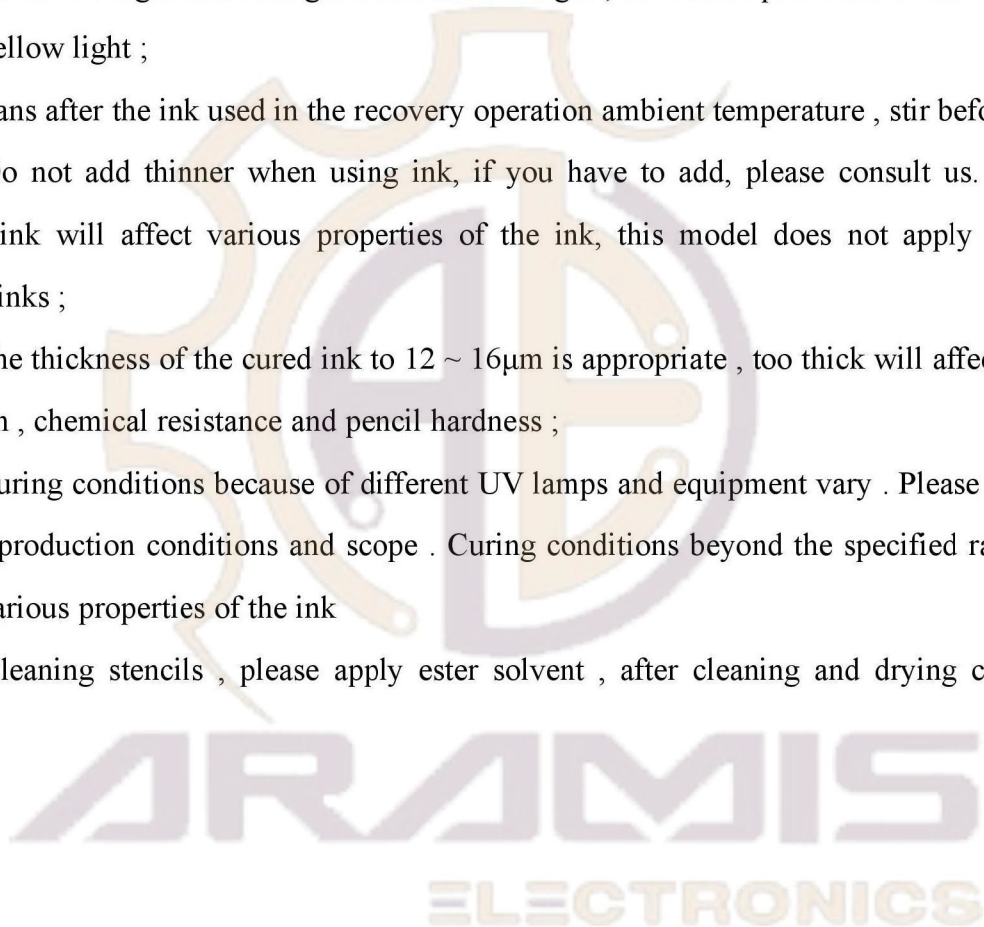 ellow light ;
ans after the ink used in the recovery operation ambient temperature , stir befo
o not add thinner when using ink, if you have to add, please consult us.
ink will affect various properties of the ink, this model does not apply
inks ;
he thickness of the cured ink to 12 ~ 16μm is appropriate , too thick will affec
n , chemical resistance and pencil hardness ;
uring conditions because of different UV lamps and equipment vary . Please
production conditions and scope . Curing conditions beyond the specified ra
arious properties of the ink
leaning stencils , please apply ester solvent , after cleaning and drying c
ARAMIS
ELECTRONICS